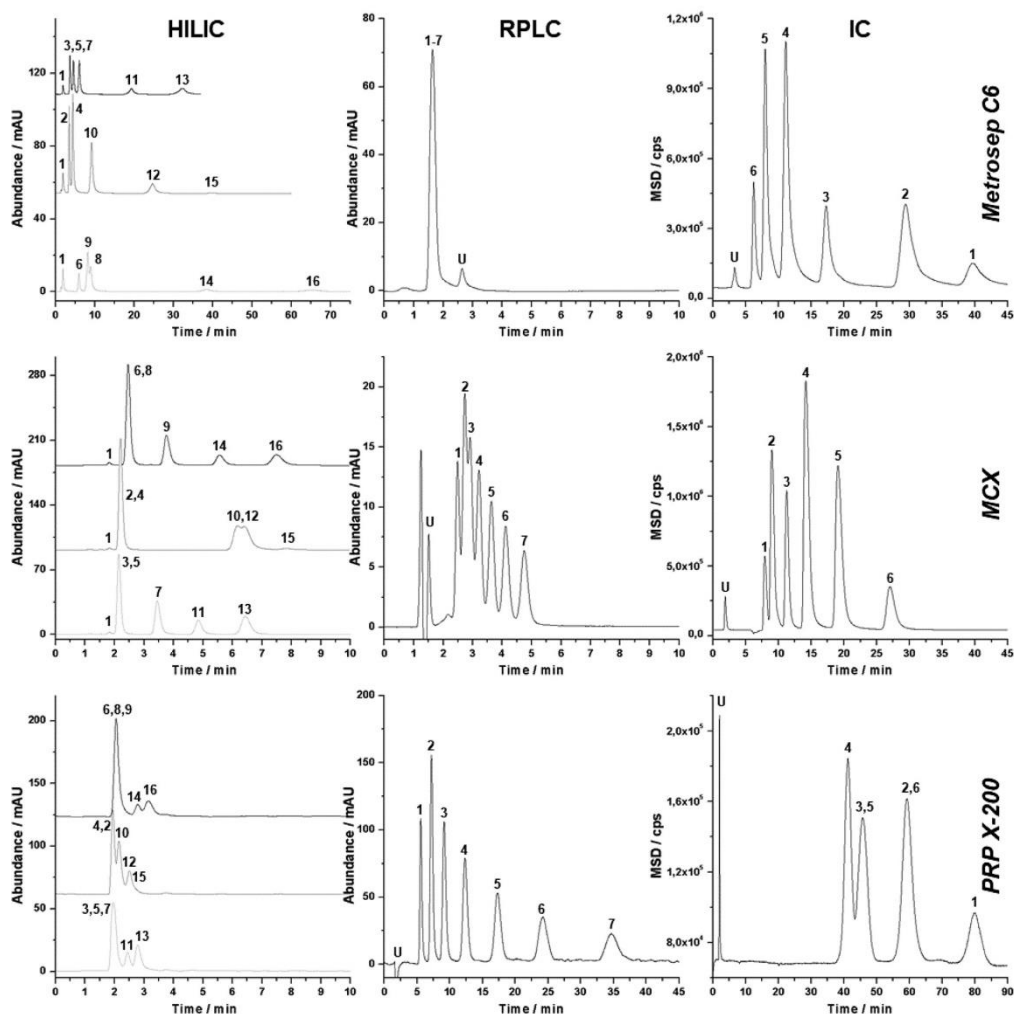 HILIC
3,5,7
1
11
13
2
4
10
1
12
15
9
6
8
14
16
120
80
40
0
Abundance / mAU
0 10 20 30 40 50 60 70
Time / min
RPLC
1-7
U
80
60
40
20
0
Abundance / mAU
0 1 2 3 4 5 6 7 8 9 10
Time / min
IC
U
6
5
4
3
2
1
1,2x10⁶
9,0x10⁵
6,0x10⁵
3,0x10⁵
0,0
MSD / cps
0 5 10 15 20 25 30 35 40 45
Time / min
Metrosep C6
6,8
1
9
14
16
2,4
1
10,12
15
3,5
1
7
11
13
280
210
140
70
0
Abundance / mAU
0 1 2 3 4 5 6 7 8 9 10
Time / min
U
1
2
3
4
5
6
7
20
15
10
5
0
Abundance / mAU
0 1 2 3 4 5 6 7 8 9 10
Time / min
U
1
2
3
4
5
6
2,0x10⁶
1,5x10⁶
1,0x10⁶
5,0x10⁵
0,0
MSD / cps
0 5 10 15 20 25 30 35 40 45
Time / min
MCX
6,8,9
14
16
4,2
10
12
15
3,5,7
11
13
200
150
100
50
0
Abundance / mAU
0 1 2 3 4 5 6 7 8 9 10
Time / min
U
1
2
3
4
5
6
7
200
150
100
50
0
Abundance / mAU
0 5 10 15 20 25 30 35 40 45
Time / min
U
4
3,5
2,6
1
2,0x10⁵
1,6x10⁵
1,2x10⁵
8,0x10⁴
MSD / cps
0 10 20 30 40 50 60 70 80 90
Time / min
PRP X-200